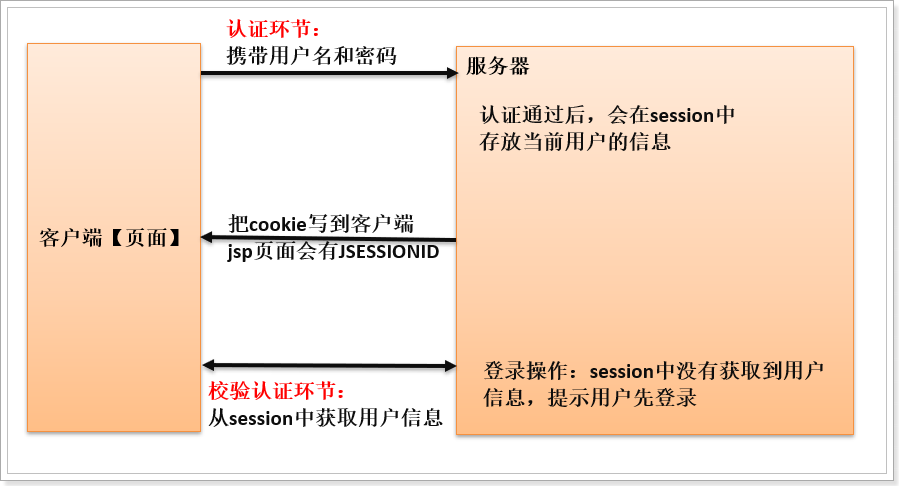 认证环节：
携带用户名和密码
服务器
认证通过后，会在session中
存放当前用户的信息
把cookie写到客户端
客户端【页面】
jsp页面会有JSESSIONID
登录操作：session中没有获取到用户
信息，提示用户先登录
校验认证环节：
从session中获取用户信息